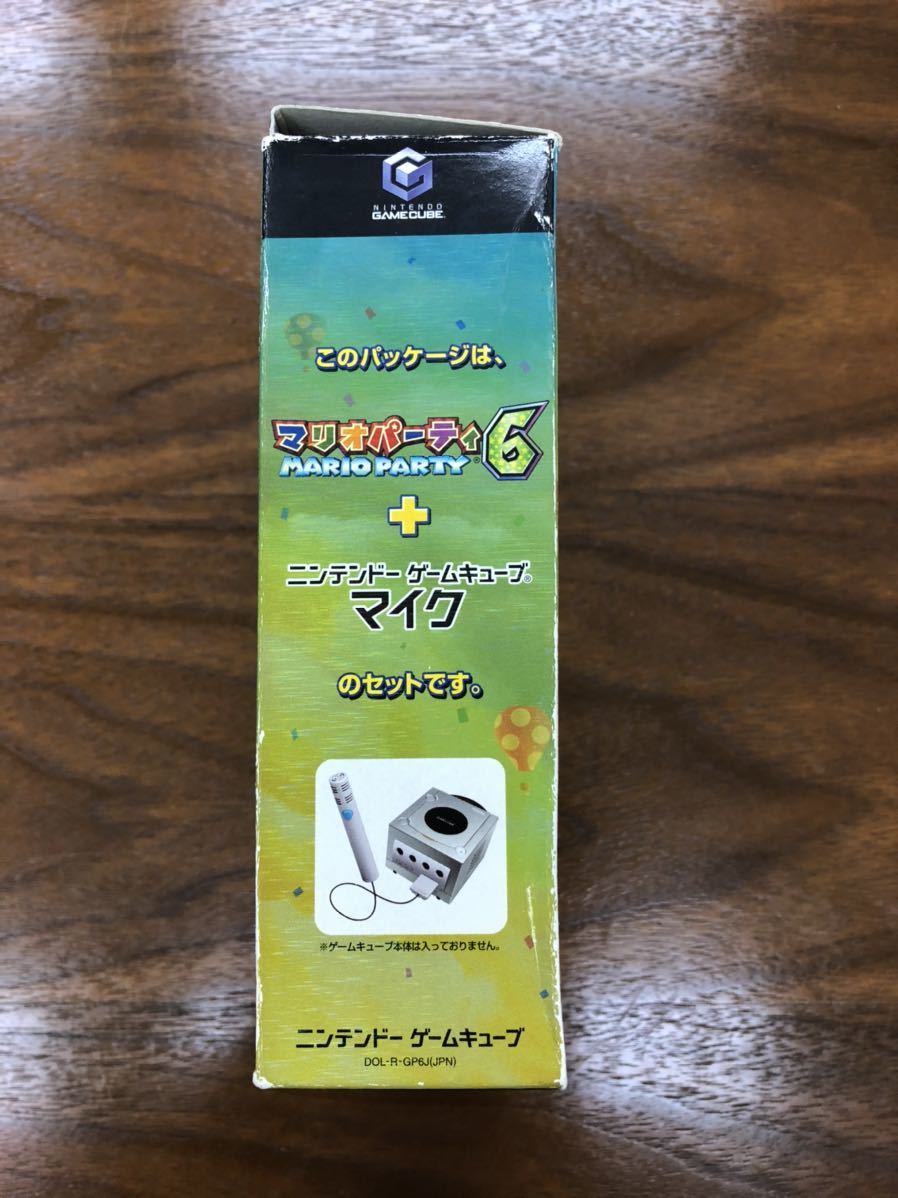 NINTENDO
GAMECUBE
このパッケージは、
マリオパーティ6
MARIO PARTY®
+
ニンテンドー ゲームキューブ®
マイク
のセットです。
※ゲームキューブ本体は入っておりません。
ニンテンドー ゲームキューブ
DOL-R-GP6J(JPN)